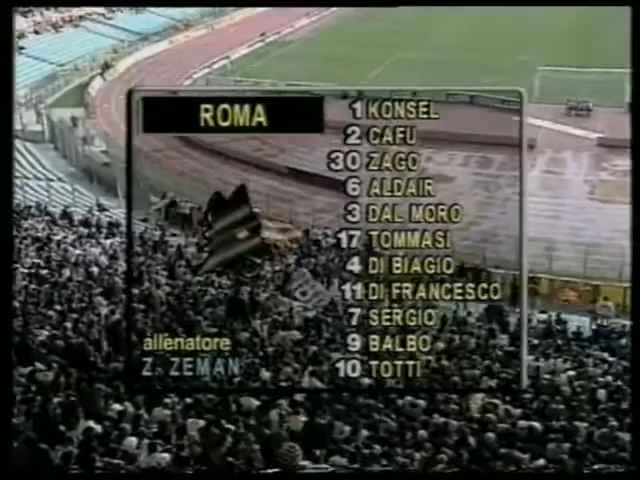 ROMA
1 KONSEL
2 CAFU
30 ZAGO
6 ALDAIR
3 DAL MORO
17 TOMMASI
4 DI BIAGIO
11 DI FRANCESCO
7 SERGIO
9 BALBO
10 TOTTI
allenatore
Z. ZEMAN